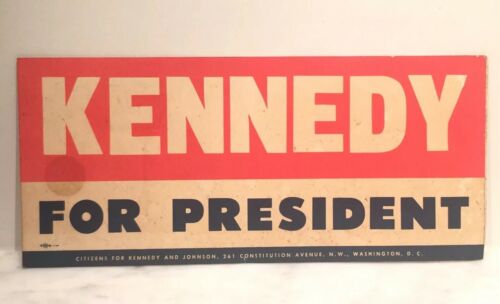 KENNEDY
FOR PRESIDENT
CITIZENS FOR KENNEDY AND JOHNSON, 261 CONSTITUTION AVENUE, N.W., WASHINGTON, D. C.